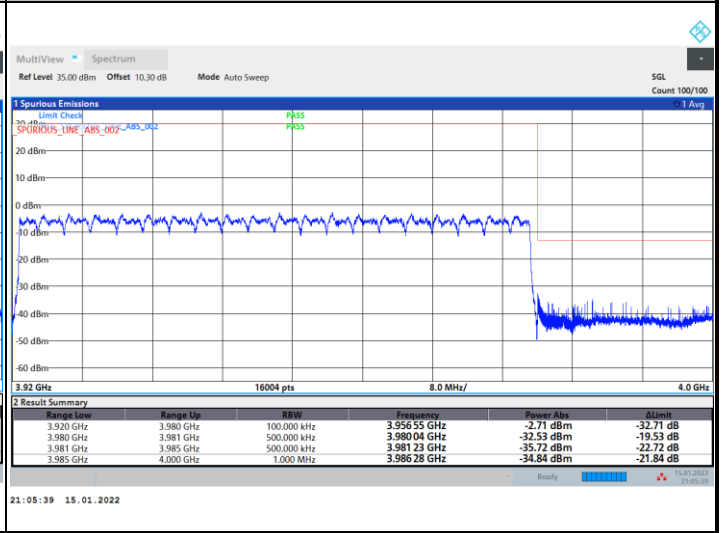 MultiView Spectrum
Ref Level 35.00 dBm Offset 10.30 dB Mode Auto Sweep SGL
Count 100/100
1 Spurious Emissions 1 Avg
Limit Check PASS
_SPURIOUS_LINE_ABS_002 _ABS_002 PASS
20 dBm
10 dBm
0 dBm
-10 dBm
-20 dBm
-30 dBm
-40 dBm
-50 dBm
-60 dBm
3.92 GHz 16004 pts 8.0 MHz/ 4.0 GHz
2 Result Summary
Range Low Range Up RBW Frequency Power Abs ΔLimit
3.920 GHz 3.980 GHz 100.000 kHz 3.956 55 GHz -2.71 dBm -32.71 dB
3.980 GHz 3.981 GHz 500.000 kHz 3.980 04 GHz -32.53 dBm -19.53 dB
3.981 GHz 3.985 GHz 500.000 kHz 3.981 23 GHz -35.72 dBm -22.72 dB
3.985 GHz 4.000 GHz 1.000 MHz 3.986 28 GHz -34.84 dBm -21.84 dB
Ready 15.01.2022
21:05:39
21:05:39 15.01.2022